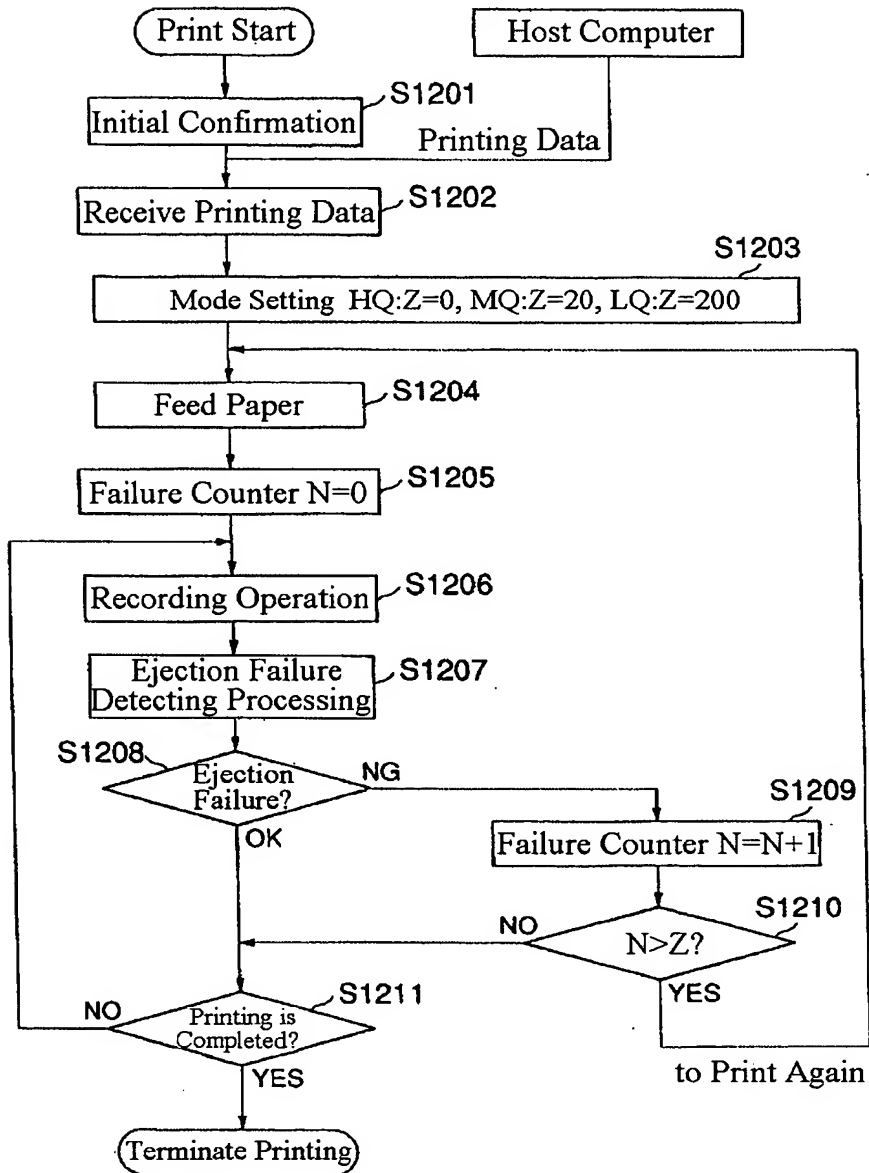 Print Start
Host Computer
S1201
Initial Confirmation
Printing Data
S1202
Receive Printing Data
S1203
Mode Setting HQ:Z=0, MQ:Z=20, LQ:Z=200
S1204
Feed Paper
S1205
Failure Counter N=0
S1206
Recording Operation
S1207
Ejection Failure
Detecting Processing
S1208
Ejection
Failure?
NG
OK
S1209
Failure Counter N=N+1
S1210
N>Z?
NO
YES
to Print Again
S1211
Printing is
Completed?
NO
YES
Terminate Printing